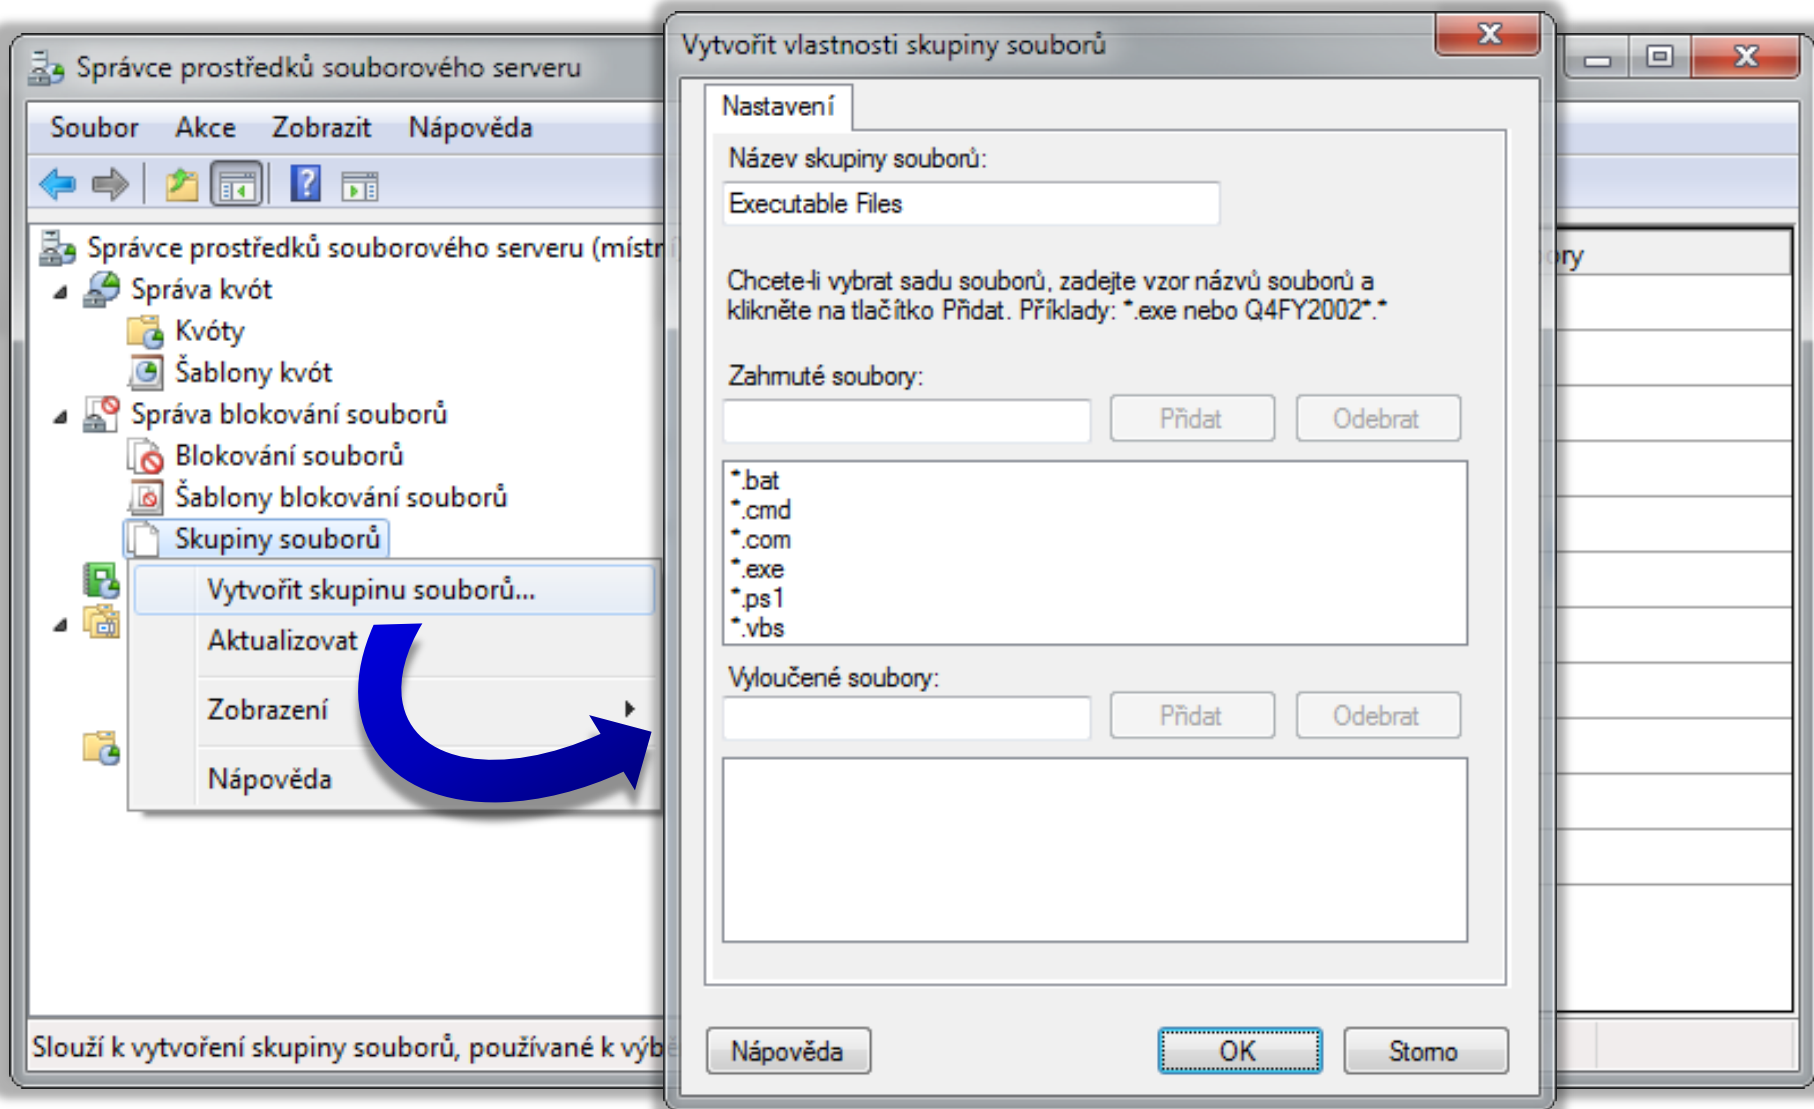 Správce prostředků souborového serveru
Soubor Akce Zobrazit Nápověda
Správce prostředků souborového serveru (místní
Správa kvót
Kvóty
Šablony kvót
Správa blokování souborů
Blokování souborů
Šablony blokování souborů
Skupiny souborů
Vytvořit skupinu souborů...
Aktualizovat
Zobrazení
Nápověda
Slouží k vytvoření skupiny souborů, používané k výbě
Vytvořit vlastnosti skupiny souborů
Nastavení
Název skupiny souborů:
Executable Files
Chcete-li vybrat sadu souborů, zadejte vzor názvů souborů a
klikněte na tlačítko Přidat. Příklady: *.exe nebo Q4FY2002*.*
Zahrnuté soubory:
Přidat Odebrat
*.bat
*.cmd
*.com
*.exe
*.ps1
*.vbs
Vyloučené soubory:
Přidat Odebrat
Nápověda OK Storno